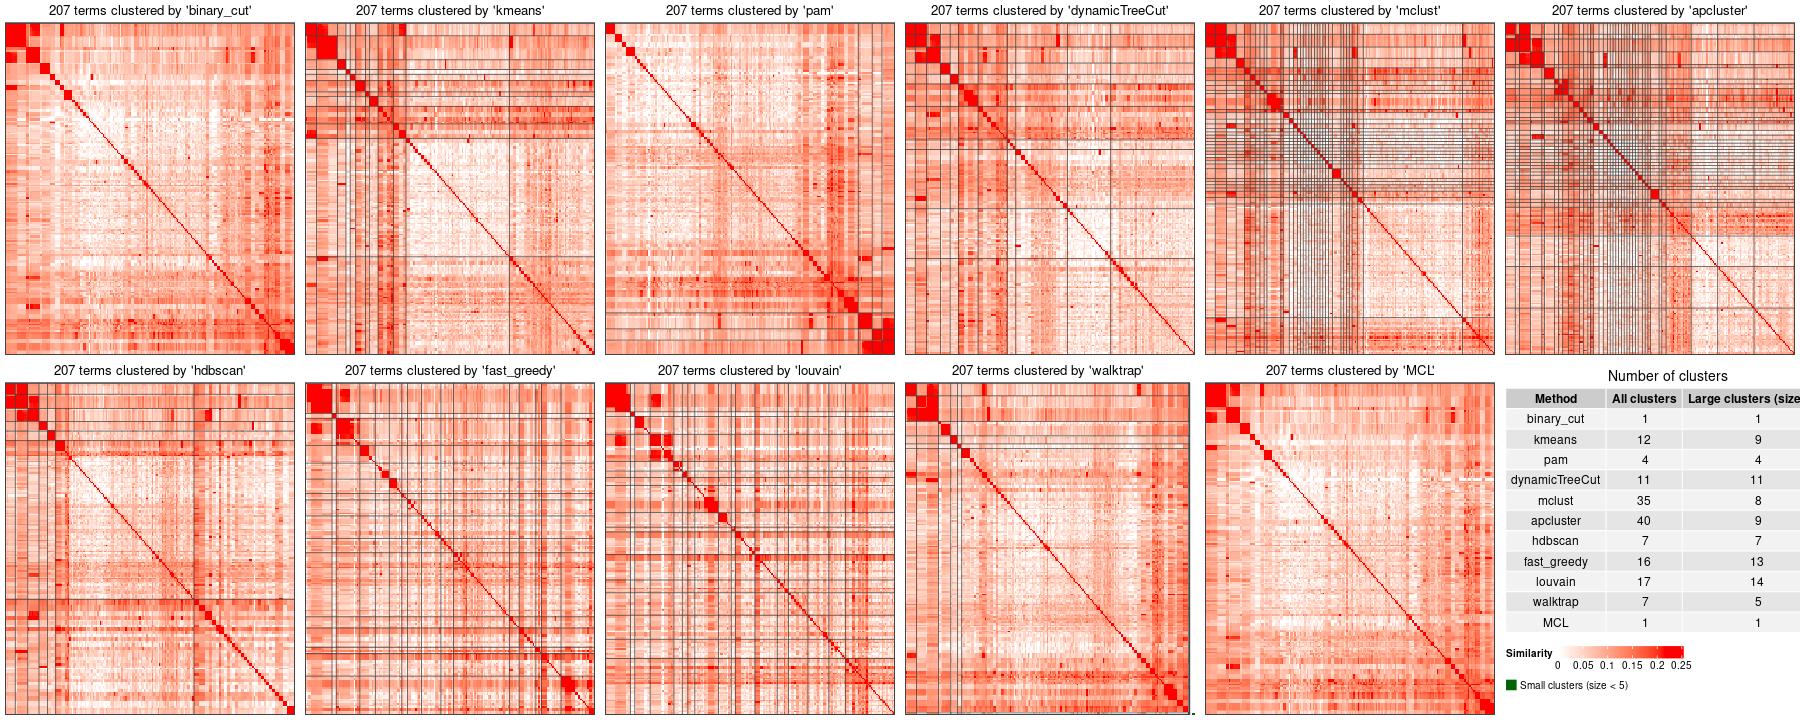 207 terms clustered by 'binary_cut'
207 terms clustered by 'kmeans'
207 terms clustered by 'pam'
207 terms clustered by 'dynamicTreeCut'
207 terms clustered by 'mclust'
207 terms clustered by 'apcluster'
207 terms clustered by 'hdbscan'
207 terms clustered by 'fast_greedy'
207 terms clustered by 'louvain'
207 terms clustered by 'walktrap'
207 terms clustered by 'MCL'
Number of clusters
Method All clusters Large clusters (size
binary_cut 1 1
kmeans 12 9
pam 4 4
dynamicTreeCut 11 11
mclust 35 8
apcluster 40 9
hdbscan 7 7
fast_greedy 16 13
louvain 17 14
walktrap 7 5
MCL 1 1
Similarity
0 0.05 0.1 0.15 0.2 0.25
Small clusters (size < 5)